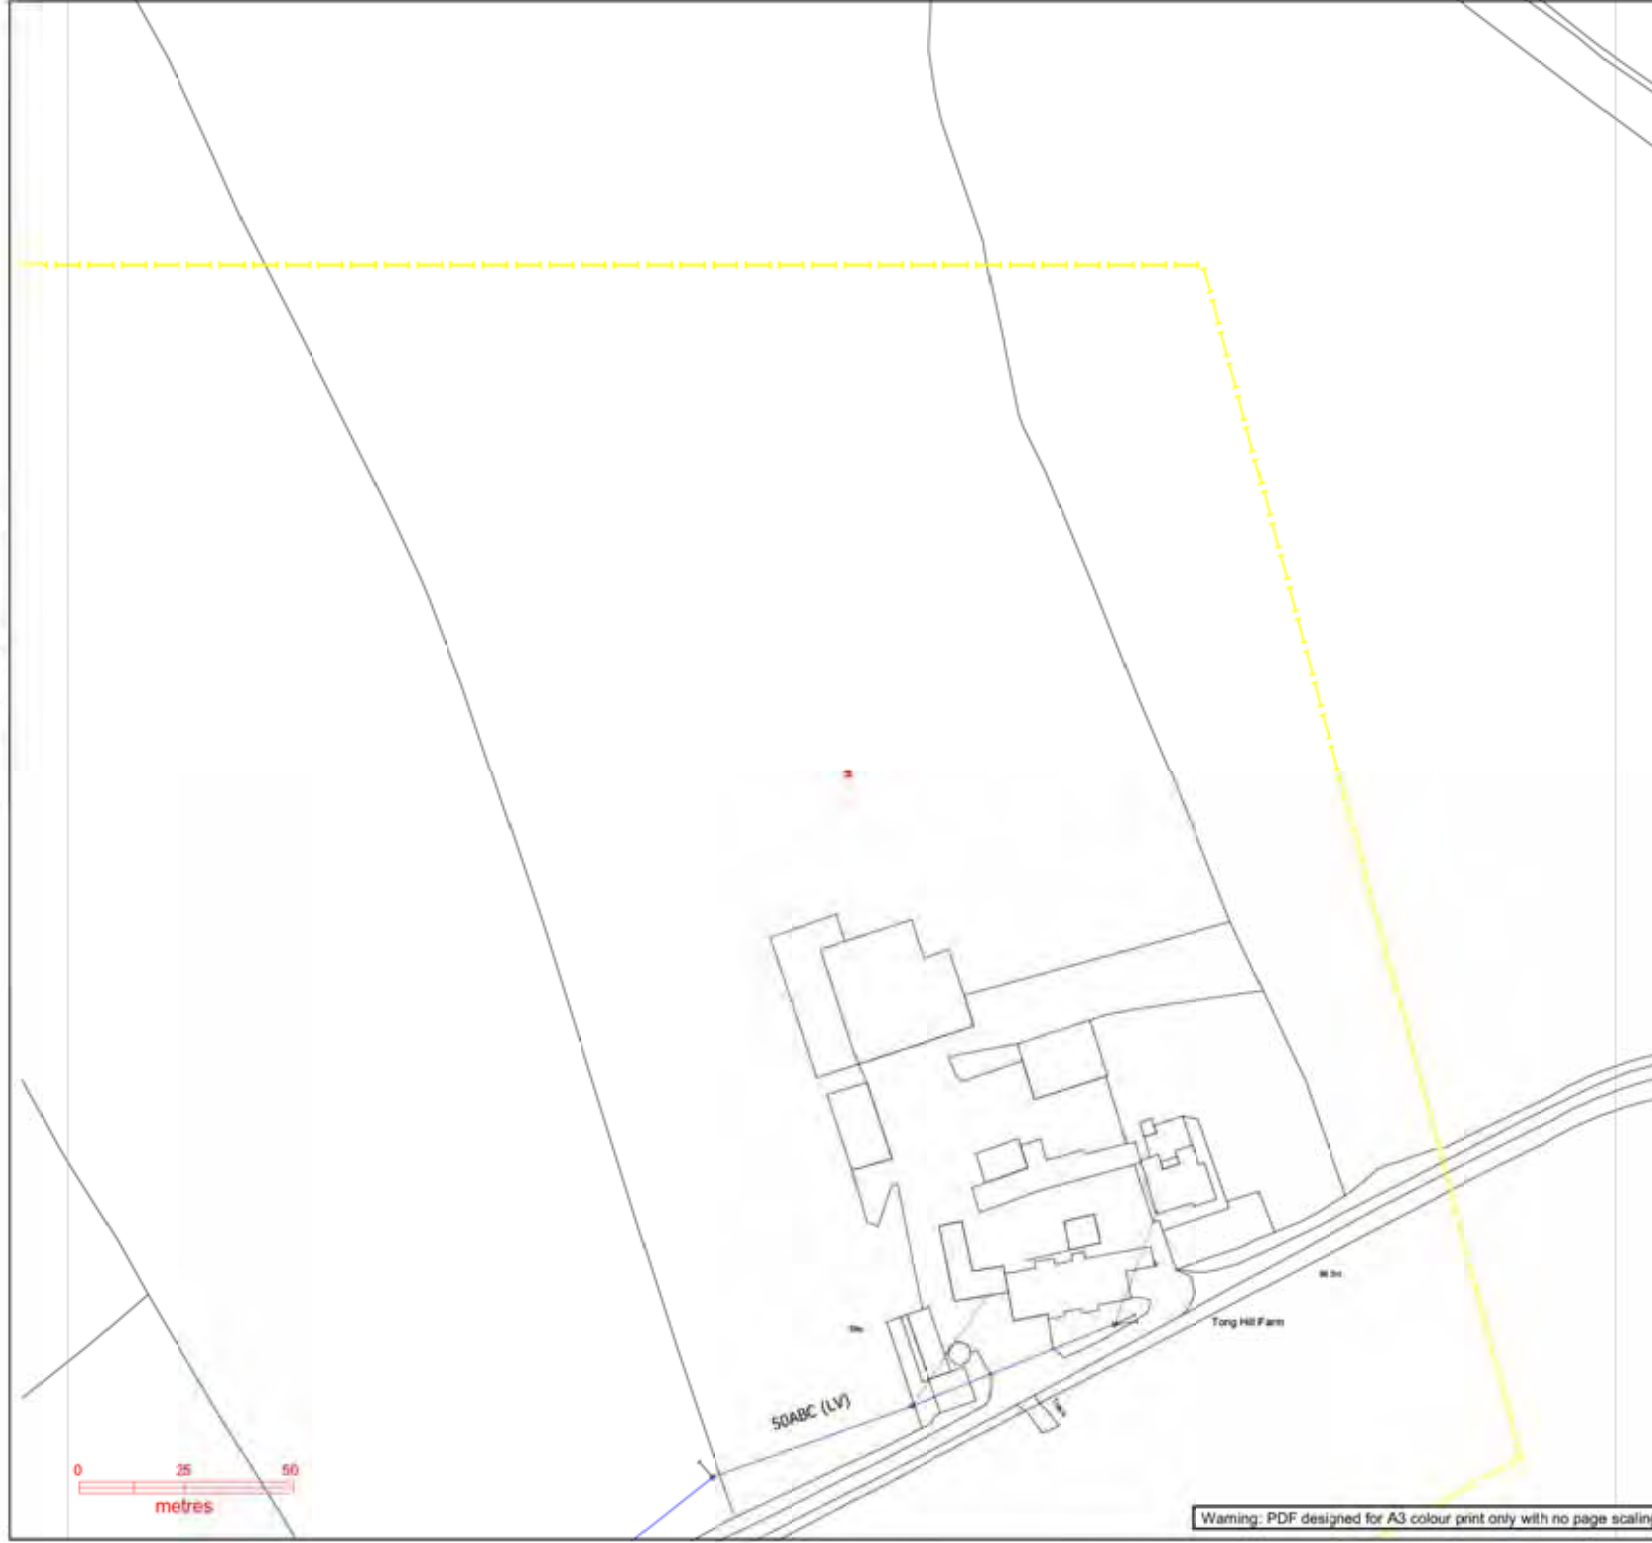 50ABC (LV)
Tong Hill Farm
0 25 50
metres
Warning: PDF designed for A3 colour print only with no page scaling